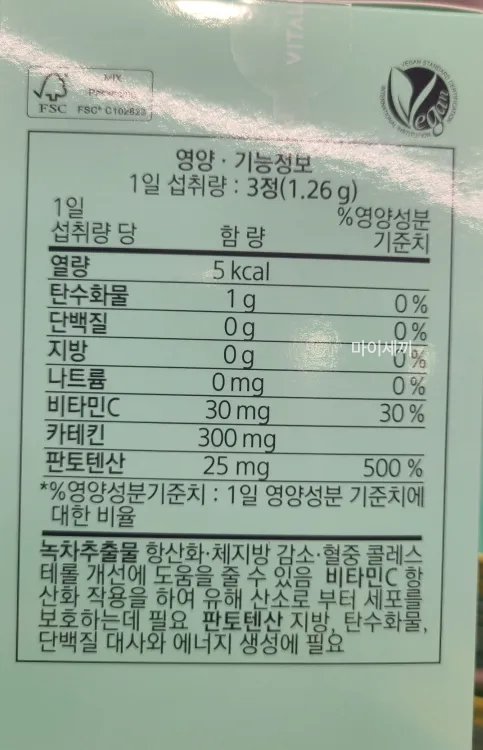 VITAL
MIX
FSC
FSC® C102623
VEGAN STANDARD CERTIFICATION
Vegan
영양 · 기능정보
1일 섭취량 : 3정(1.26 g)
1일
섭취량 당 함 량 %영양성분
기준치
열량 5 kcal
탄수화물 1 g 0 %
단백질 0 g 0 %
지방 0 g 0 %
마이세끼
나트륨 0 mg 0 %
비타민C 30 mg 30 %
카테킨 300 mg
판토텐산 25 mg 500 %
*%영양성분기준치 : 1일 영양성분 기준치에
대한 비율
녹차추출물 항산화·체지방 감소·혈중 콜레스
테롤 개선에 도움을 줄 수 있음 비타민C 항
산화 작용을 하여 유해 산소로 부터 세포를
보호하는데 필요 판토텐산 지방, 탄수화물,
단백질 대사와 에너지 생성에 필요